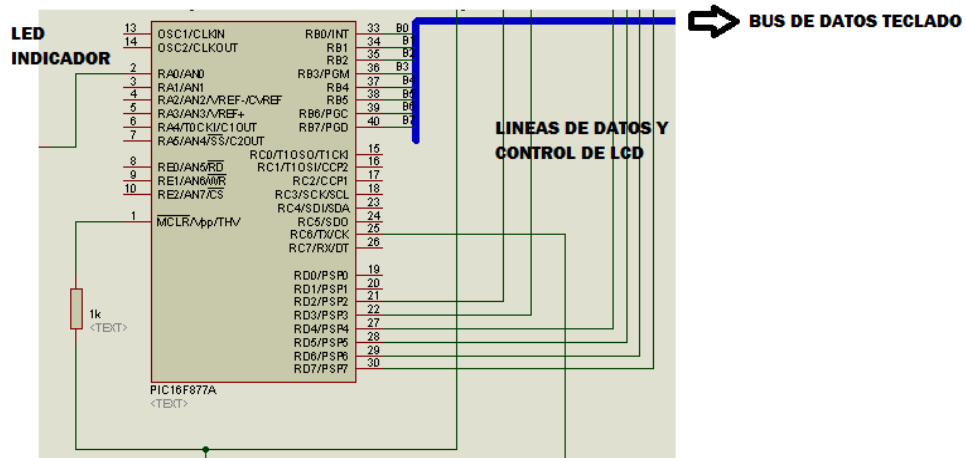 LED
INDICADOR
BUS DE DATOS TECLADO
LINEAS DE DATOS Y
CONTROL DE LCD
13 OSC1/CLKIN
14 OSC2/CLKOUT
2 RA0/AN0
3 RA1/AN1
4 RA2/AN2/VREF-/CVREF
5 RA3/AN3/VREF+
6 RA4/T0CKI/C1OUT
7 RA5/AN4/SS/C2OUT
8 RE0/AN5/RD
9 RE1/AN6/WR
10 RE2/AN7/CS
1 MCLR/Vpp/THV
RB0/INT 33 B0
RB1 34 B1
RB2 35 B2
RB3/PGM 36 B3
RB4 37 B4
RB5 38 B5
RB6/PGC 39 B6
RB7/PGD 40 B7
RC0/T1OSO/T1CKI 15
RC1/T1OSI/CCP2 16
RC2/CCP1 17
RC3/SCK/SCL 18
RC4/SDI/SDA 23
RC5/SDO 24
RC6/TX/CK 25
RC7/RX/DT 26
RD0/PSP0 19
RD1/PSP1 20
RD2/PSP2 21
RD3/PSP3 22
RD4/PSP4 27
RD5/PSP5 28
RD6/PSP6 29
RD7/PSP7 30
1k
<TEXT>
PIC16F877A
<TEXT>